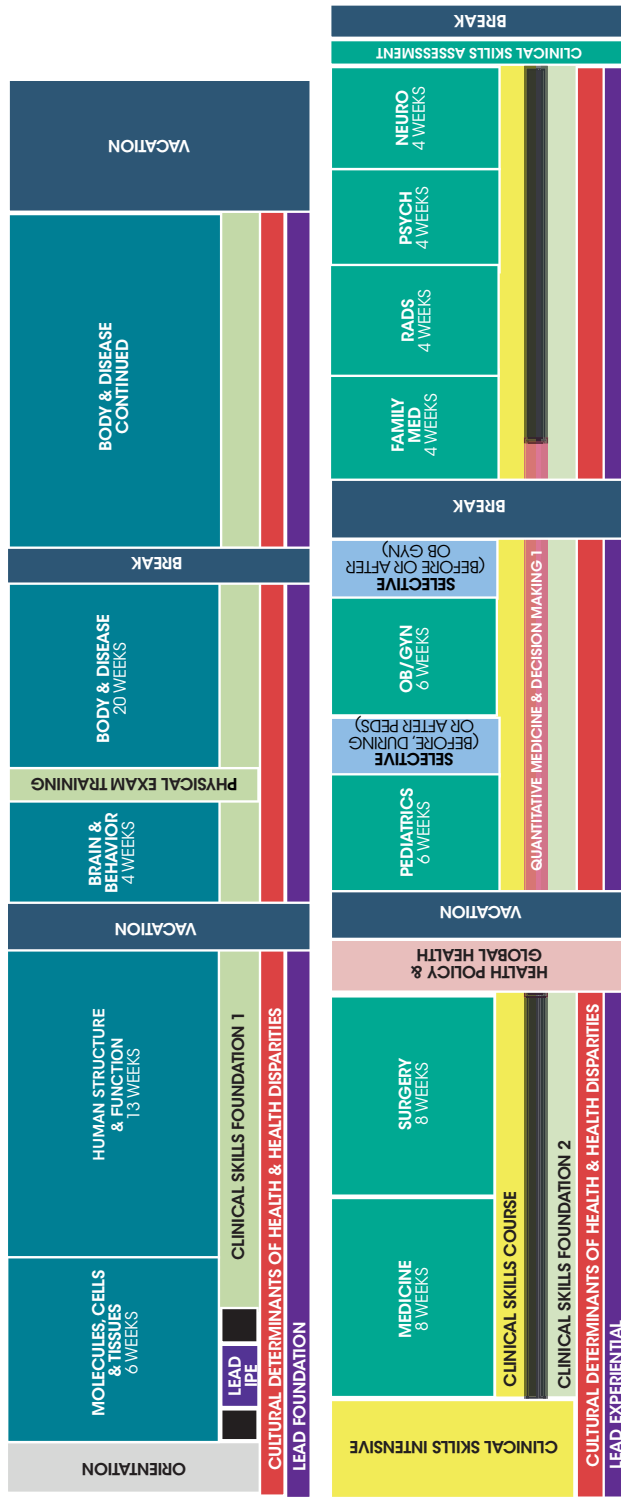 ORIENTATION
MOLECULES, CELLS
& TISSUES
6 WEEKS
HUMAN STRUCTURE
& FUNCTION
13 WEEKS
VACATION
BRAIN &
BEHAVIOR
4 WEEKS
PHYSICAL EXAM TRAINING
BODY & DISEASE
20 WEEKS
BREAK
BODY & DISEASE
CONTINUED
VACATION
LEAD
IPE
CLINICAL SKILLS FOUNDATION 1
CULTURAL DETERMINANTS OF HEALTH & HEALTH DISPARITIES
LEAD FOUNDATION
CLINICAL SKILLS INTENSIVE
MEDICINE
8 WEEKS
SURGERY
8 WEEKS
HEALTH POLICY &
GLOBAL HEALTH
VACATION
PEDIATRICS
6 WEEKS
SELECTIVE
(BEFORE, DURING
OR AFTER PEDS)
OB/GYN
6 WEEKS
SELECTIVE
(BEFORE OR AFTER
OB GYN)
BREAK
FAMILY
MED
4 WEEKS
RADS
4 WEEKS
PSYCH
4 WEEKS
NEURO
4 WEEKS
CLINICAL SKILLS ASSESSMENT
BREAK
CLINICAL SKILLS COURSE
QUANTITATIVE MEDICINE & DECISION MAKING 1
CLINICAL SKILLS FOUNDATION 2
CULTURAL DETERMINANTS OF HEALTH & HEALTH DISPARITIES
LEAD EXPERIENTIAL